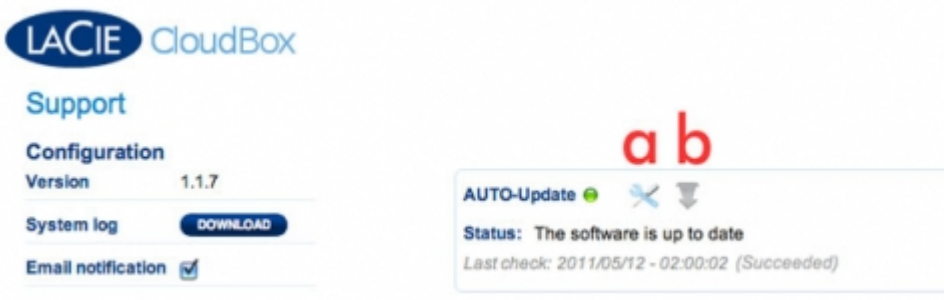 LACIE CloudBox
Support
Configuration
Version 1.1.7
System log DOWNLOAD
Email notification
a b
AUTO-Update
Status: The software is up to date
Last check: 2011/05/12 - 02:00:02 (Succeeded)